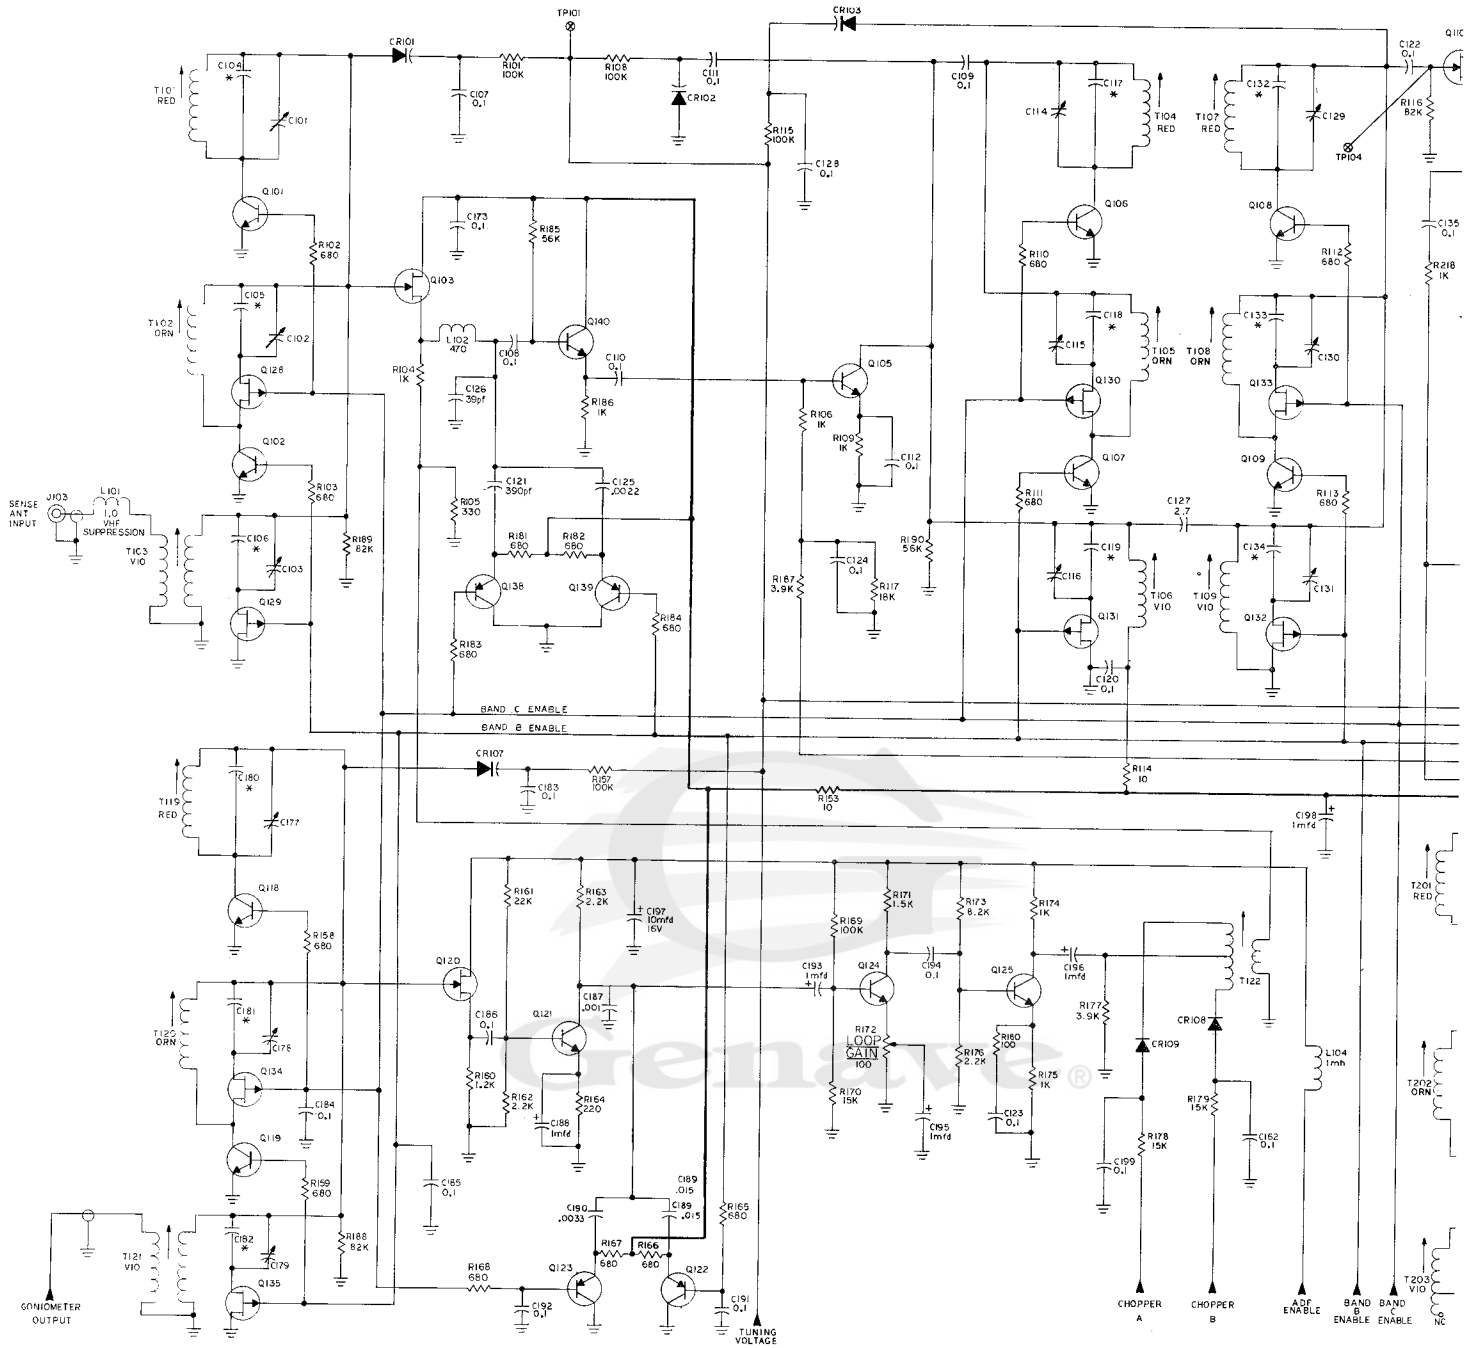 TP101
CR103
CR101
R101
100K
R108
100K
C111
0.1
C109
0.1
C122
0.1
C104
*
T101
RED
C101
C107
0.1
CR102
R115
100K
C128
0.1
C114
C117
*
T104
RED
T107
RED
C132
*
C129
R116
82K
TP104
Q101
R102
680
C173
0.1
R185
56K
Q106
R110
680
Q108
R112
680
C135
0.1
R218
1K
Q103
C105
*
T102
ORN
C102
Q128
L102
470
C108
0.1
Q140
C110
0.1
R104
1K
C126
39pf
R186
1K
Q105
R106
1K
R109
1K
C112
0.1
C115
C118
*
T105
ORN
T108
ORN
C133
*
C130
Q130
Q133
Q102
R103
680
Q107
R111
680
Q109
R113
680
SENSE
ANT
INPUT
J103
L101
1.0
VHF
SUPPRESSION
T103
VIO
C106
*
C103
R189
82K
Q129
R105
330
C121
390pf
C125
.0022
R181
680
R182
680
Q138
Q139
R183
680
R184
680
R187
3.9K
C124
0.1
R117
18K
R190
56K
C127
2.7
C116
C119
*
T106
VIO
T109
VIO
C134
*
C131
Q131
Q132
C120
0.1
BAND C ENABLE
BAND B ENABLE
CR107
C183
0.1
R157
100K
R153
10
R114
10
C198
1mfd
C180
*
T119
RED
C177
Q118
R158
680
R161
22K
R163
2.2K
C197
10mfd
16V
R169
100K
R171
1.5K
R173
8.2K
R174
1K
T201
RED
Q120
C193
1mfd
Q124
C194
0.1
Q125
C196
1mfd
T122
C181
*
T120
ORN
C178
Q134
C184
0.1
C186
0.1
Q121
C187
.001
R160
1.2K
R162
2.2K
C188
1mfd
R164
220
R172
LOOP
GAIN
100
R170
15K
C195
1mfd
R176
2.2K
R180
100
R175
1K
C123
0.1
R177
3.9K
CR109
CR108
R179
15K
R178
15K
C199
0.1
C162
0.1
L104
1mh
T202
ORN
Genave ®
Q119
R159
680
C185
0.1
C189
.015
C190
.0033
C189
.015
R165
680
R167
680
R166
680
T121
VIO
C182
*
C179
R188
82K
Q135
R168
680
C192
0.1
Q123
Q122
C191
0.1
T203
VIO
NC
GONIOMETER
OUTPUT
TUNING
VOLTAGE
CHOPPER
A
CHOPPER
B
ADF
ENABLE
BAND
B
ENABLE
BAND
C
ENABLE